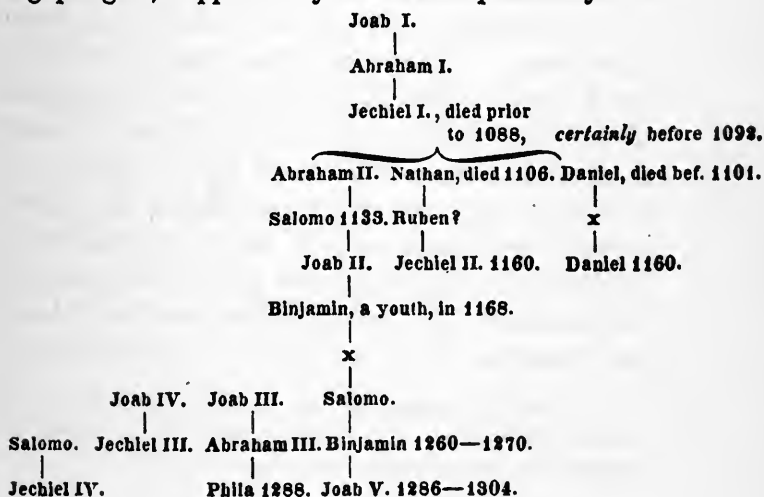 Joab I.
Abraham I.
Jechiel I., died prior
to 1088, certainly before 1092.
Abraham II. Nathan, died 1106. Daniel, died bef. 1101.
Salomo 1133. Ruben? x
Joab II. Jechiel II. 1160. Daniel 1160.
Binjamin, a youth, in 1168.
x
Joab IV. Joab III. Salomo.
Salomo. Jechiel III. Abraham III. Binjamin 1260—1270.
Jechiel IV. Phila 1288. Joab V. 1286—1304.